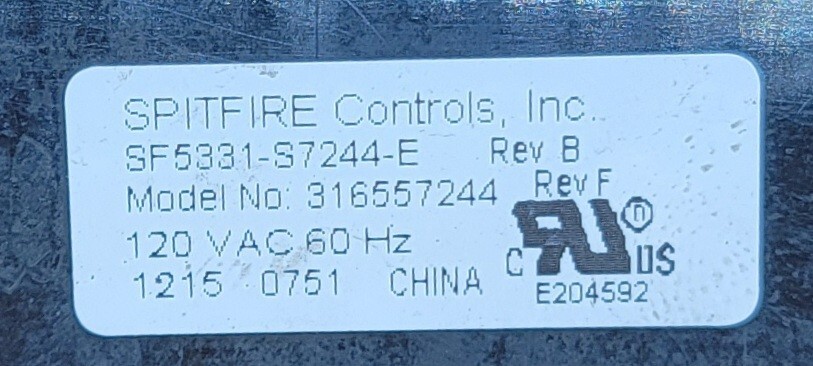 SPITFIRE Controls, Inc.
SF5331-S7244-E Rev B
Model No: 316557244 Rev F
120 VAC 60 Hz
1215 0751 CHINA
C RU US
E204592